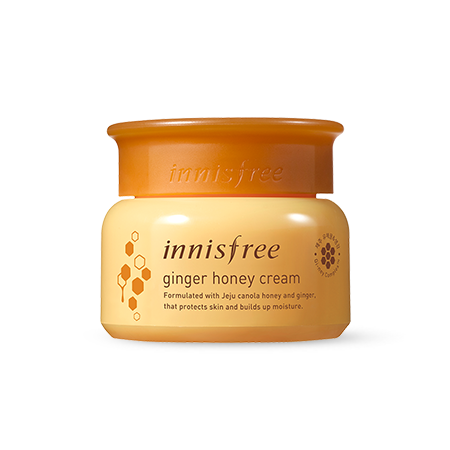 innisfree
innisfree
ginger honey cream
Formulated with Jeju canola honey and ginger,
that protects skin and builds up moisture.